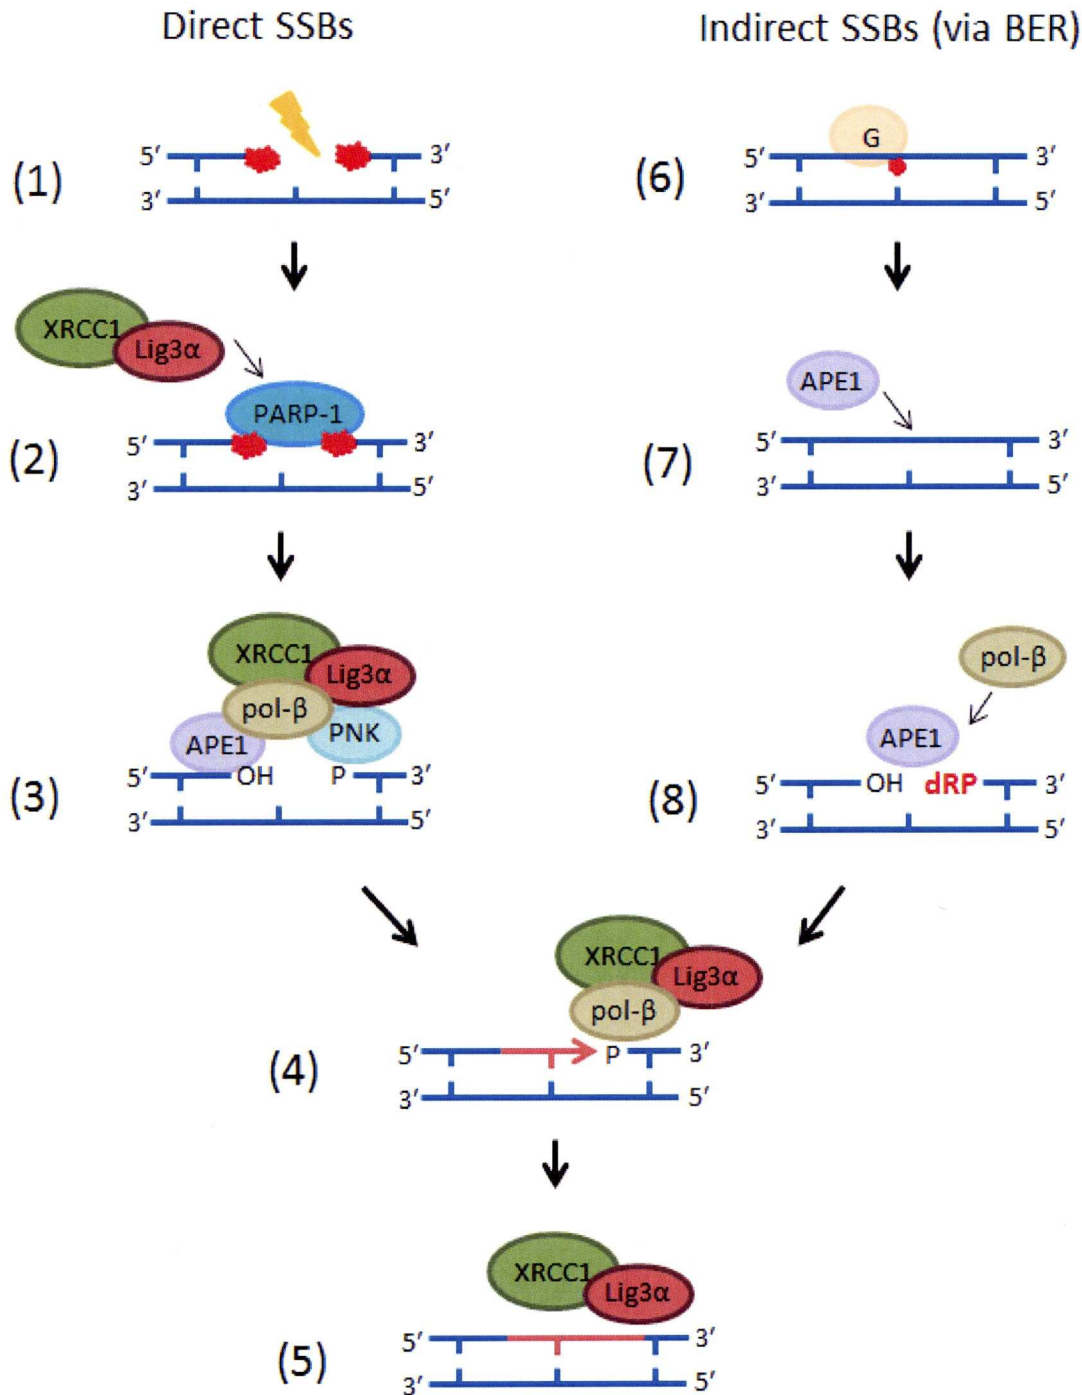 Direct SSBs
Indirect SSBs (via BER)
(1)
5′ 3′
3′ 5′
(6)
G
5′ 3′
3′ 5′
XRCC1
Lig3α
PARP-1
(2)
5′ 3′
3′ 5′
APE1
(7)
5′ 3′
3′ 5′
XRCC1
Lig3α
pol-β
APE1
PNK
(3)
5′ OH P 3′
3′ 5′
pol-β
APE1
(8)
5′ OH dRP 3′
3′ 5′
XRCC1
Lig3α
pol-β
(4)
5′ P 3′
3′ 5′
XRCC1
Lig3α
(5)
5′ 3′
3′ 5′